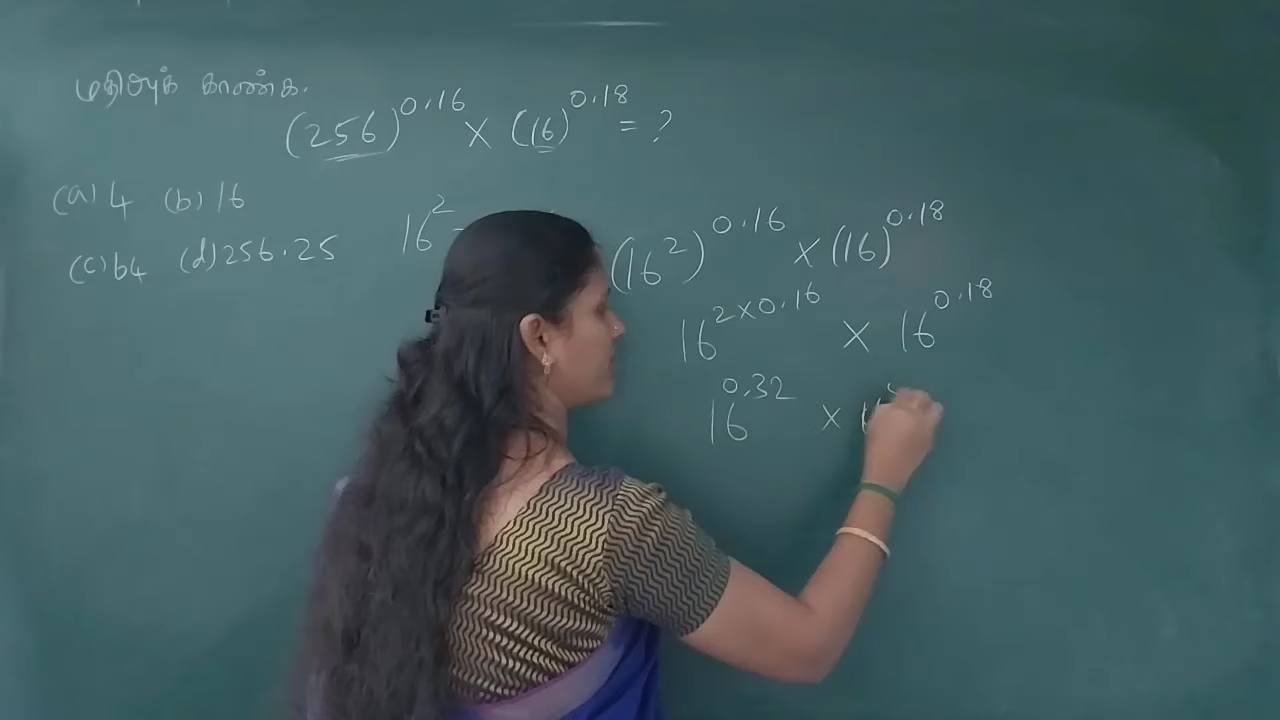 மதிப்புக் காண்க.
(256)^0.16 × (16)^0.18 = ?
(a) 4 (b) 16
(c) 64 (d) 256.25
16^2
(16^2)^0.16 × (16)^0.18
16^2×0.16 × 16^0.18
16^0.32 ×